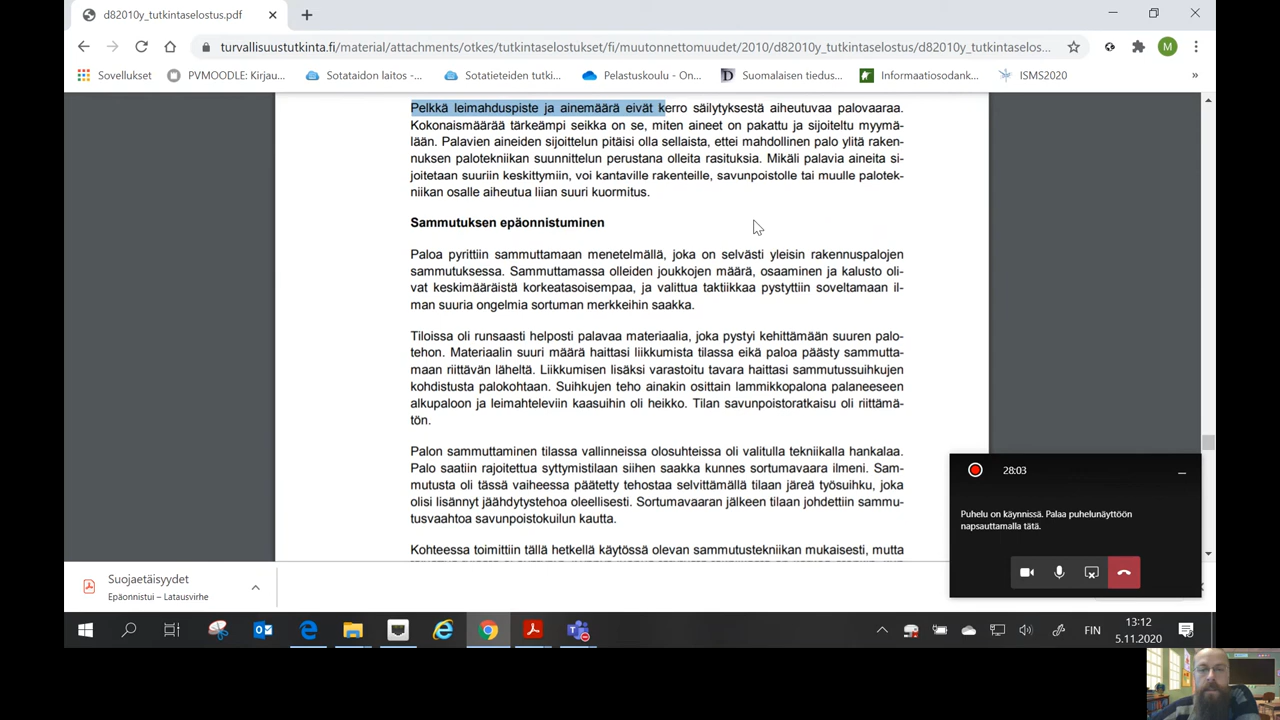 d82010y_tutkintaselostus.pdf
turvallisuustutkinta.fi/material/attachments/otkes/tutkintaselostukset/fi/muutonnettomuudet/2010/d82010y_tutkintaselostus/d82010y_tutkintaselos...
M
Sovellukset
PVMOODLE: Kirjau...
Sotataidon laitos -...
Sotatieteiden tutki...
Pelastuskoulu - On...
Suomalaisen tiedus...
Informaatiosodank...
ISMS2020
»
Pelkkä leimahduspiste ja ainemäärä eivät kerro säilytyksestä aiheutuvaa palovaaraa.
Kokonaismäärää tärkeämpi seikka on se, miten aineet on pakattu ja sijoiteltu myymä-
lään. Palavien aineiden sijoittelun pitäisi olla sellaista, ettei mahdollinen palo ylitä raken-
nuksen palotekniikan suunnittelun perustana olleita rasituksia. Mikäli palavia aineita si-
joitetaan suuriin keskittymiin, voi kantaville rakenteille, savunpoistolle tai muulle palotek-
niikan osalle aiheutua liian suuri kuormitus.
Sammutuksen epäonnistuminen
Paloa pyrittiin sammuttamaan menetelmällä, joka on selvästi yleisin rakennuspalojen
sammutuksessa. Sammuttamassa olleiden joukkojen määrä, osaaminen ja kalusto oli-
vat keskimääräistä korkeatasoisempaa, ja valittua taktiikkaa pystyttiin soveltamaan il-
man suuria ongelmia sortuman merkkeihin saakka.
Tiloissa oli runsaasti helposti palavaa materiaalia, joka pystyi kehittämään suuren palo-
tehon. Materiaalin suuri määrä haittasi liikkumista tilassa eikä paloa päästy sammutta-
maan riittävän läheltä. Liikkumisen lisäksi varastoitu tavara haittasi sammutussuihkujen
kohdistusta palokohtaan. Suihkujen teho ainakin osittain lammikkopalona palaneeseen
alkupaloon ja leimahteleviin kaasuihin oli heikko. Tilan savunpoistoratkaisu oli riittämä-
tön.
Palon sammuttaminen tilassa vallinneissa olosuhteissa oli valitulla tekniikalla hankalaa.
Palo saatiin rajoitettua syttymistilaan siihen saakka kunnes sortumavaara ilmeni. Sam-
mutusta oli tässä vaiheessa päätetty tehostaa selvittämällä tilaan järeä työsuihku, joka
olisi lisännyt jäähdytystehoa oleellisesti. Sortumavaaran jälkeen tilaan johdettiin sammu-
tusvaahtoa savunpoistokuilun kautta.
Kohteessa toimittiin tällä hetkellä käytössä olevan sammutustekniikan mukaisesti, mutta
28:03
Puhelu on käynnissä. Palaa puhelunäyttöön
napsauttamalla tätä.
Suojaetäisyydet
Epäonnistui – Latausvirhe
FIN
13:12
5.11.2020